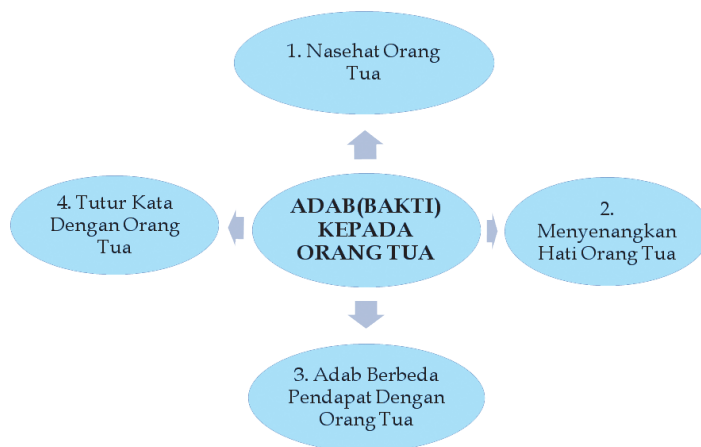 1. Nasehat Orang
Tua
4. Tutur Kata
Dengan Orang
Tua
ADAB(BAKTI)
KEPADA
ORANG TUA
2.
Menyenangkan
Hati Orang Tua
3. Adab Berbeda
Pendapat Dengan
Orang Tua